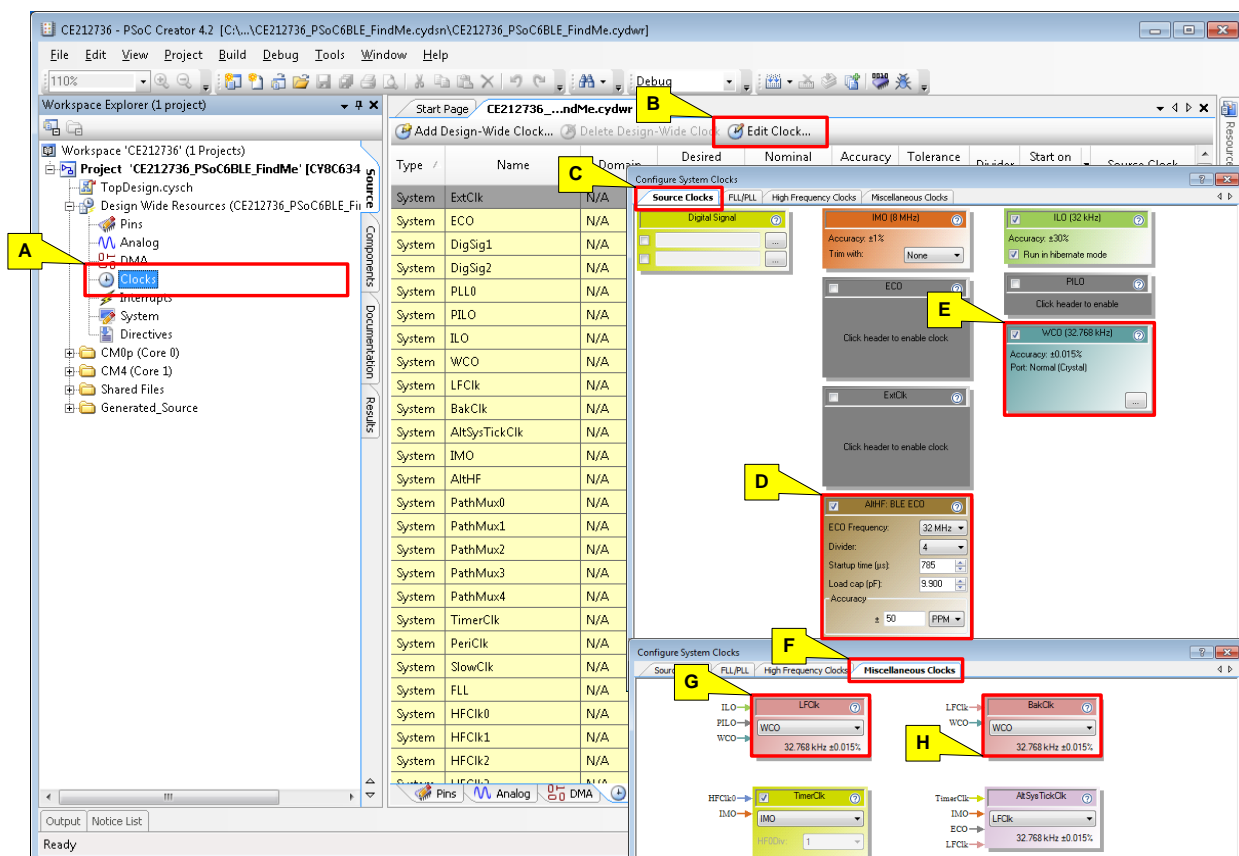 CE212736 - PSoC Creator 4.2 [C:\...\CE212736_PSoC6BLE_FindMe.cydsn\CE212736_PSoC6BLE_FindMe.cydwr]
File Edit View Project Build Debug Tools Window Help
110% Debug
Workspace Explorer (1 project)
Workspace 'CE212736' (1 Projects)
Project 'CE212736_PSoC6BLE_FindMe' [CY8C634
TopDesign.cysch
Design Wide Resources (CE212736_PSoC6BLE_Fi
Pins
Analog
DMA
A
Clocks
Interrupts
System
Directives
CM0p (Core 0)
CM4 (Core 1)
Shared Files
Generated_Source
Source
Components
Documentation
Results
Output Notice List
Ready
Start Page CE212736_...ndMe.cydwr
B
Add Design-Wide Clock... Delete Design-Wide Clock Edit Clock...
Type / Name Domain Desired Nominal Accuracy Tolerance Divider Start on Source Clock
System ExtClk N/A
System ECO N/A
System DigSig1 N/A
System DigSig2 N/A
System PLL0 N/A
System PILO N/A
System ILO N/A
System WCO N/A
System LFClk N/A
System BakClk N/A
System AltSysTickClk N/A
System IMO N/A
System AltHF N/A
System PathMux0 N/A
System PathMux1 N/A
System PathMux2 N/A
System PathMux3 N/A
System PathMux4 N/A
System TimerClk N/A
System PeriClk N/A
System SlowClk N/A
System FLL N/A
System HFClk0 N/A
System HFClk1 N/A
System HFClk2 N/A
System HFClk3 N/A
Pins Analog DMA
Resourc
C
Configure System Clocks
Source Clocks FLL/PLL High Frequency Clocks Miscellaneous Clocks
Digital Signal
...
...
IMO (8 MHz)
Accuracy: ±1%
Trim with: None
ILO (32 kHz)
Accuracy: ±30%
Run in hibernate mode
ECO
Click header to enable clock
PILO
Click header to enable
E
WCO (32.768 kHz)
Accuracy: ±0.015%
Port: Normal (Crystal)
...
ExtClk
Click header to enable clock
D
AltHF: BLE ECO
ECO Frequency: 32 MHz
Divider: 4
Startup time (µs): 785
Load cap (pF): 9.900
Accuracy
± 50 PPM
F
Configure System Clocks
FLL/PLL High Frequency Clocks Miscellaneous Clocks
G
ILO
PILO
WCO
LFClk
WCO
32.768 kHz ±0.015%
H
LFClk
WCO
BakClk
WCO
32.768 kHz ±0.015%
HFClk0
IMO
TimerClk
IMO
HF0Div: 1
TimerClk
IMO
ECO
LFClk
AltSysTickClk
LFClk
32.768 kHz ±0.015%